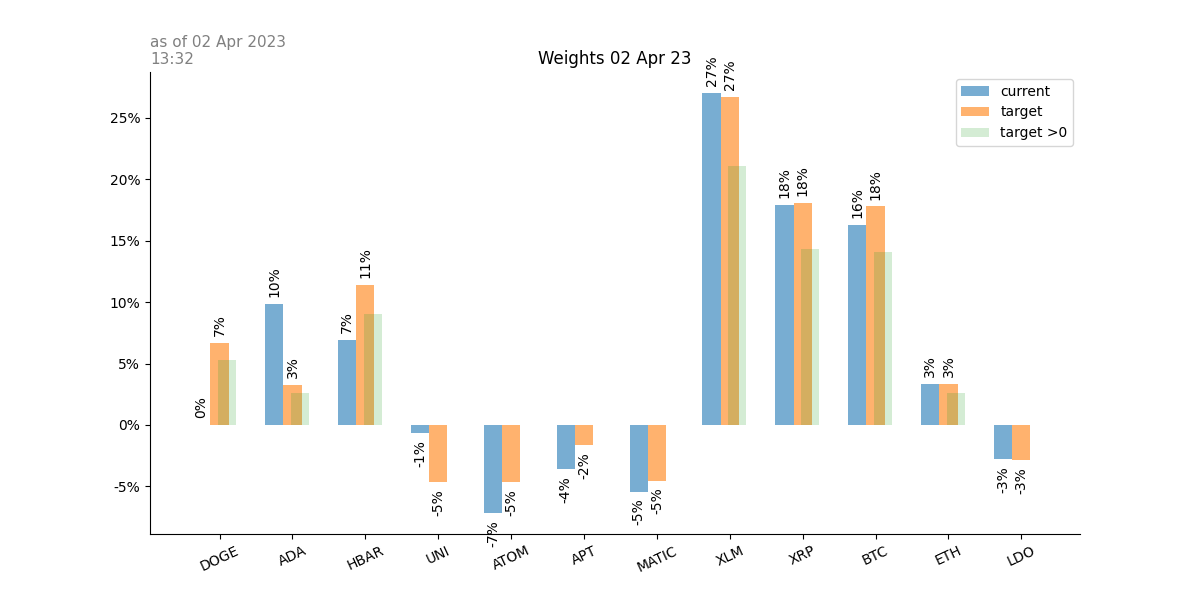 as of 02 Apr 2023
13:32
Weights 02 Apr 23
current
target
target >0
25%
20%
15%
10%
5%
0%
-5%
0%
7%
10%
3%
7%
11%
-1%
-5%
-7%
-5%
-4%
-2%
-5%
-5%
27%
27%
18%
18%
16%
18%
3%
3%
-3%
-3%
DOGE
ADA
HBAR
UNI
ATOM
APT
MATIC
XLM
XRP
BTC
ETH
LDO